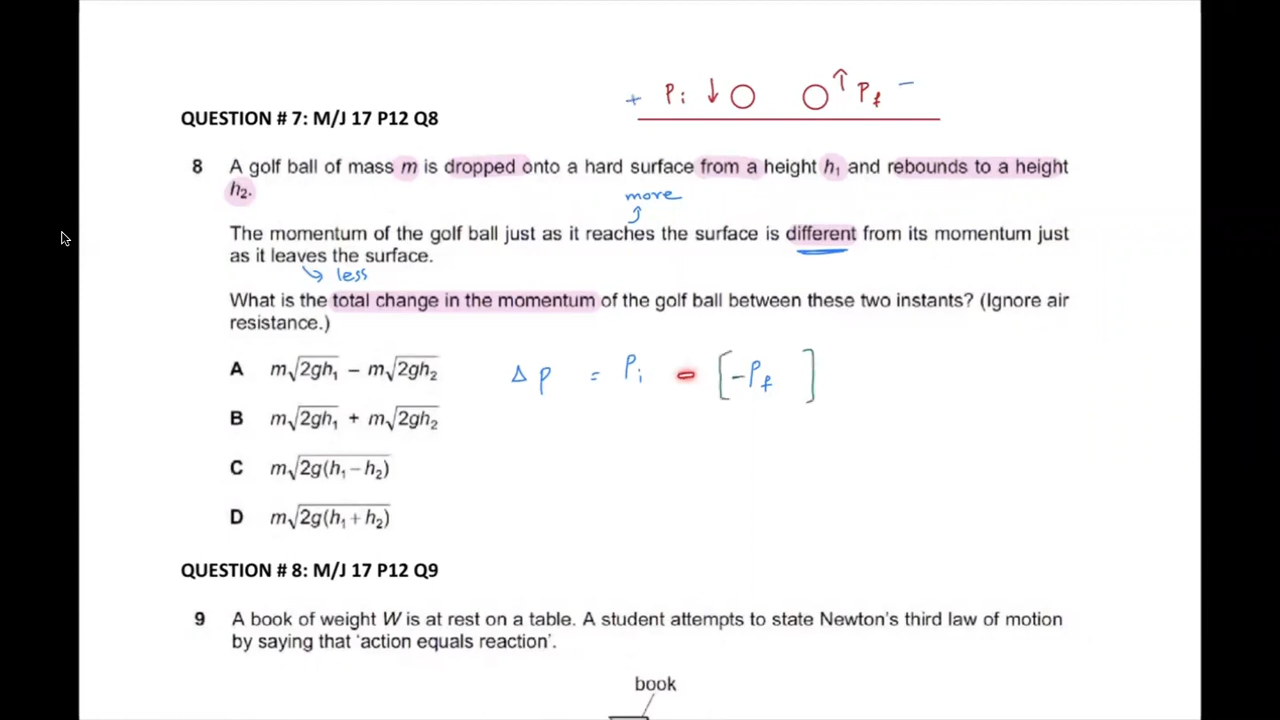 + Pi ↓ ↑ Pf −
QUESTION # 7: M/J 17 P12 Q8
8 A golf ball of mass m is dropped onto a hard surface from a height h₁ and rebounds to a height
h₂.
more
The momentum of the golf ball just as it reaches the surface is different from its momentum just
as it leaves the surface.
less
What is the total change in the momentum of the golf ball between these two instants? (Ignore air
resistance.)
A m√2gh₁ − m√2gh₂
Δp = Pi − [−Pf ]
B m√2gh₁ + m√2gh₂
C m√2g(h₁−h₂)
D m√2g(h₁+h₂)
QUESTION # 8: M/J 17 P12 Q9
9 A book of weight W is at rest on a table. A student attempts to state Newton's third law of motion
by saying that 'action equals reaction'.
book